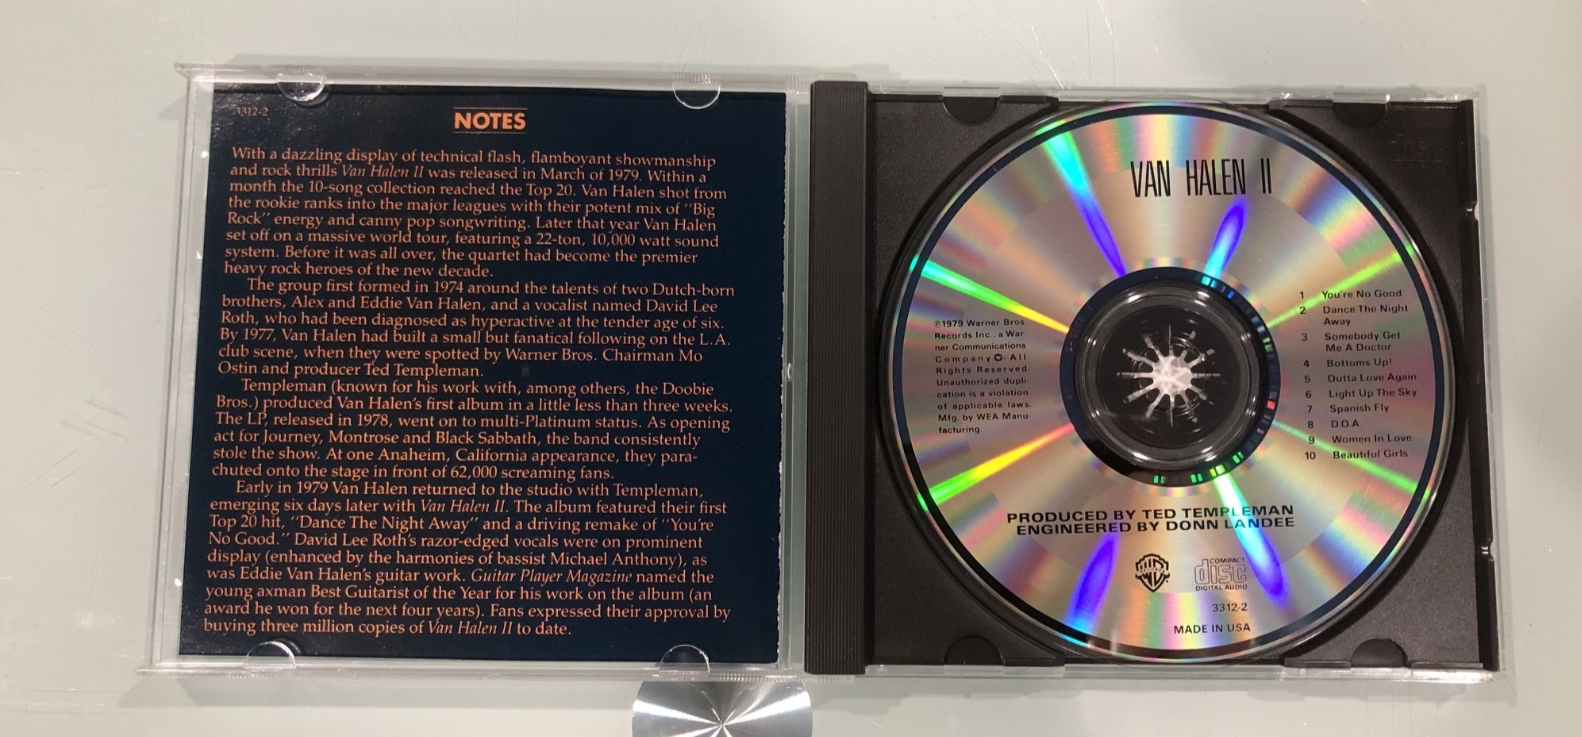 3312-2
NOTES
With a dazzling display of technical flash, flamboyant showmanship
and rock thrills Van Halen II was released in March of 1979. Within a
month the 10-song collection reached the Top 20. Van Halen shot from
the rookie ranks into the major leagues with their potent mix of "Big
Rock" energy and canny pop songwriting. Later that year Van Halen
set off on a massive world tour, featuring a 22-ton, 10,000 watt sound
system. Before it was all over, the quartet had become the premier
heavy rock heroes of the new decade.
The group first formed in 1974 around the talents of two Dutch-born
brothers, Alex and Eddie Van Halen, and a vocalist named David Lee
Roth, who had been diagnosed as hyperactive at the tender age of six.
By 1977, Van Halen had built a small but fanatical following on the L.A.
club scene, when they were spotted by Warner Bros. Chairman Mo
Ostin and producer Ted Templeman.
Templeman (known for his work with, among others, the Doobie
Bros.) produced Van Halen's first album in a little less than three weeks.
The LP, released in 1978, went on to multi-Platinum status. As opening
act for Journey, Montrose and Black Sabbath, the band consistently
stole the show. At one Anaheim, California appearance, they para-
chuted onto the stage in front of 62,000 screaming fans.
Early in 1979 Van Halen returned to the studio with Templeman,
emerging six days later with Van Halen II. The album featured their first
Top 20 hit, "Dance The Night Away" and a driving remake of "You're
No Good." David Lee Roth's razor-edged vocals were on prominent
display (enhanced by the harmonies of bassist Michael Anthony), as
was Eddie Van Halen's guitar work. Guitar Player Magazine named the
young axman Best Guitarist of the Year for his work on the album (an
award he won for the next four years). Fans expressed their approval by
buying three million copies of Van Halen II to date.
disc
VAN HALEN II
℗1979 Warner Bros.
Records Inc., a War-
ner Communications
Company All
Rights Reserved.
Unauthorized dupli-
cation is a violation
of applicable laws.
Mfg. by WEA Manu-
facturing.
1 You're No Good
2 Dance The Night
Away
3 Somebody Get
Me A Doctor
4 Bottoms Up!
5 Outta Love Again
6 Light Up The Sky
7 Spanish Fly
8 D.O.A.
9 Women In Love
10 Beautiful Girls
PRODUCED BY TED TEMPLEMAN
ENGINEERED BY DONN LANDEE
COMPACT
disc
DIGITAL AUDIO
3312-2
MADE IN USA